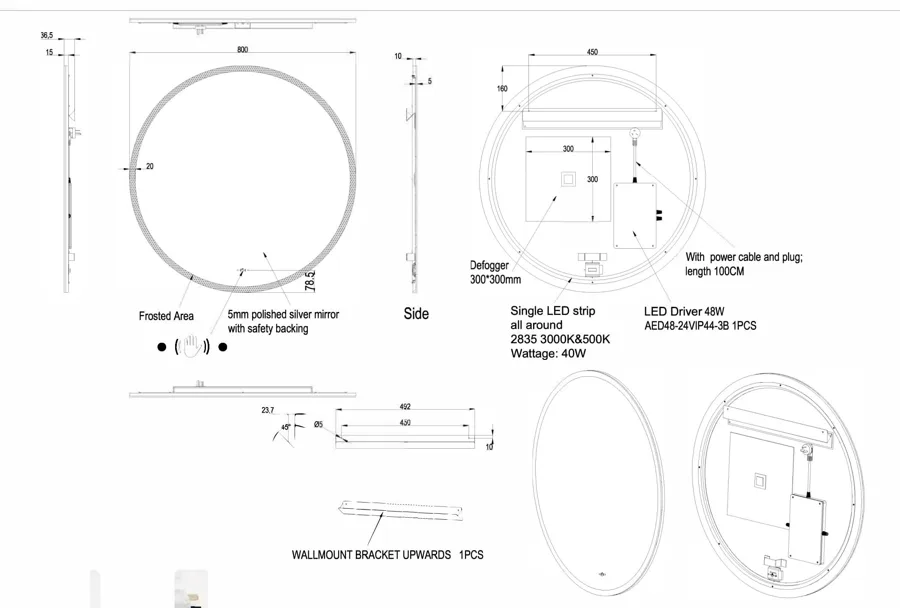 36,5
15
800
20
78.5
Frosted Area
5mm polished silver mirror
with safety backing
10
5
Side
450
160
300
300
Defogger
300*300mm
With power cable and plug;
length 100CM
Single LED strip
all around
2835 3000K&500K
Wattage: 40W
LED Driver 48W
AED48-24VIP44-3B 1PCS
23,7
45°
Ø5
492
450
10
WALLMOUNT BRACKET UPWARDS 1PCS